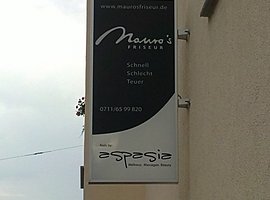 www.maurosfriseur.de
Mauro's
FRISEUR
Schnell
Schlecht
Teuer
0711/65 99 820
aspasia
Wellness Massagen Beauty